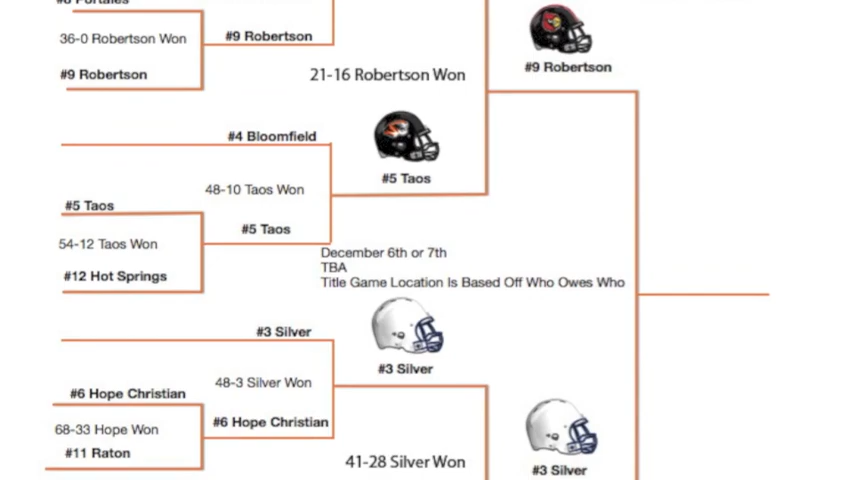 #8 Portales
36-0 Robertson Won
#9 Robertson
#9 Robertson
21-16 Robertson Won
#9 Robertson
#4 Bloomfield
#5 Taos
48-10 Taos Won
#5 Taos
#5 Taos
54-12 Taos Won
#12 Hot Springs
December 6th or 7th
TBA
Title Game Location Is Based Off Who Owes Who
#3 Silver
#3 Silver
48-3 Silver Won
#6 Hope Christian
#6 Hope Christian
68-33 Hope Won
#11 Raton
41-28 Silver Won
#3 Silver